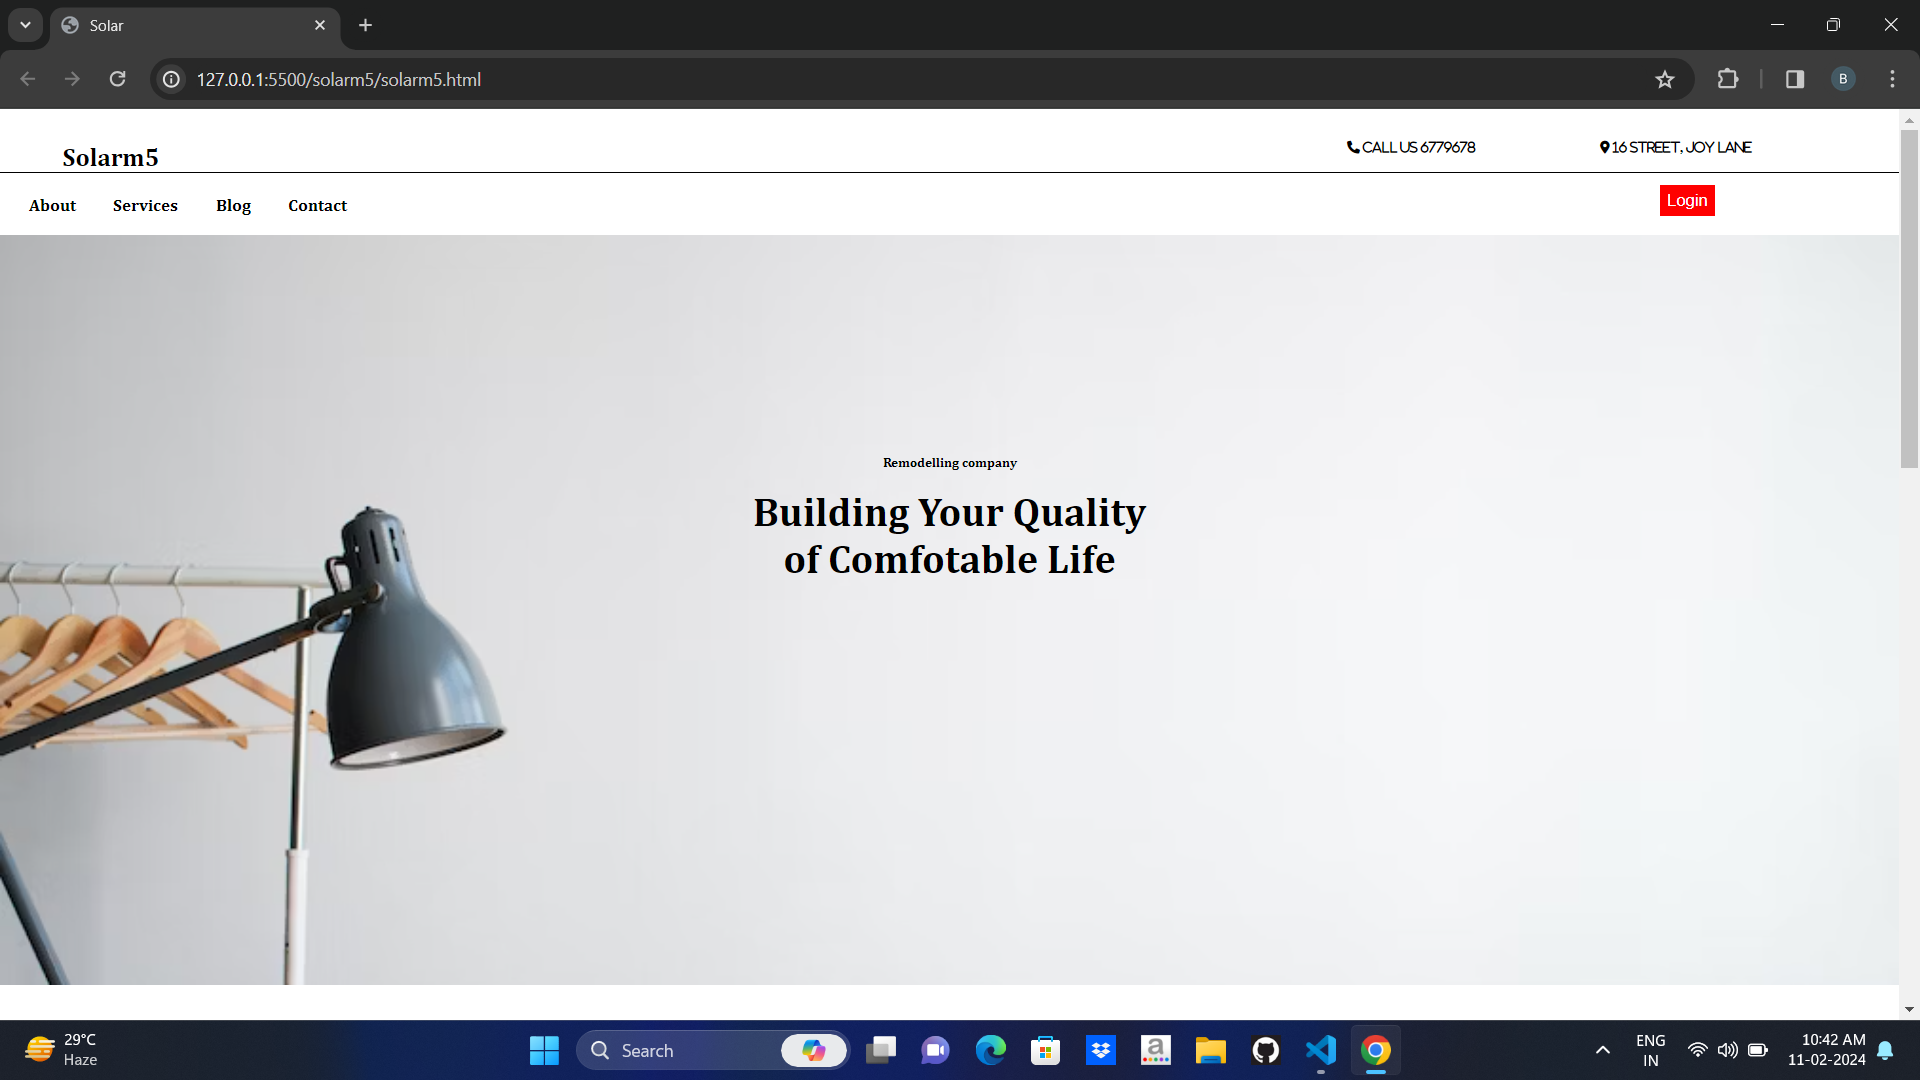 Solar
127.0.0.1:5500/solarm5/solarm5.html
B
Solarm5
CALL US 6779678
16 STREET, JOY LANE
About Services Blog Contact
Login
Remodelling company
Building Your Quality
of Comfotable Life
29°C
Haze
Search
a
ENG
IN
10:42 AM
11-02-2024